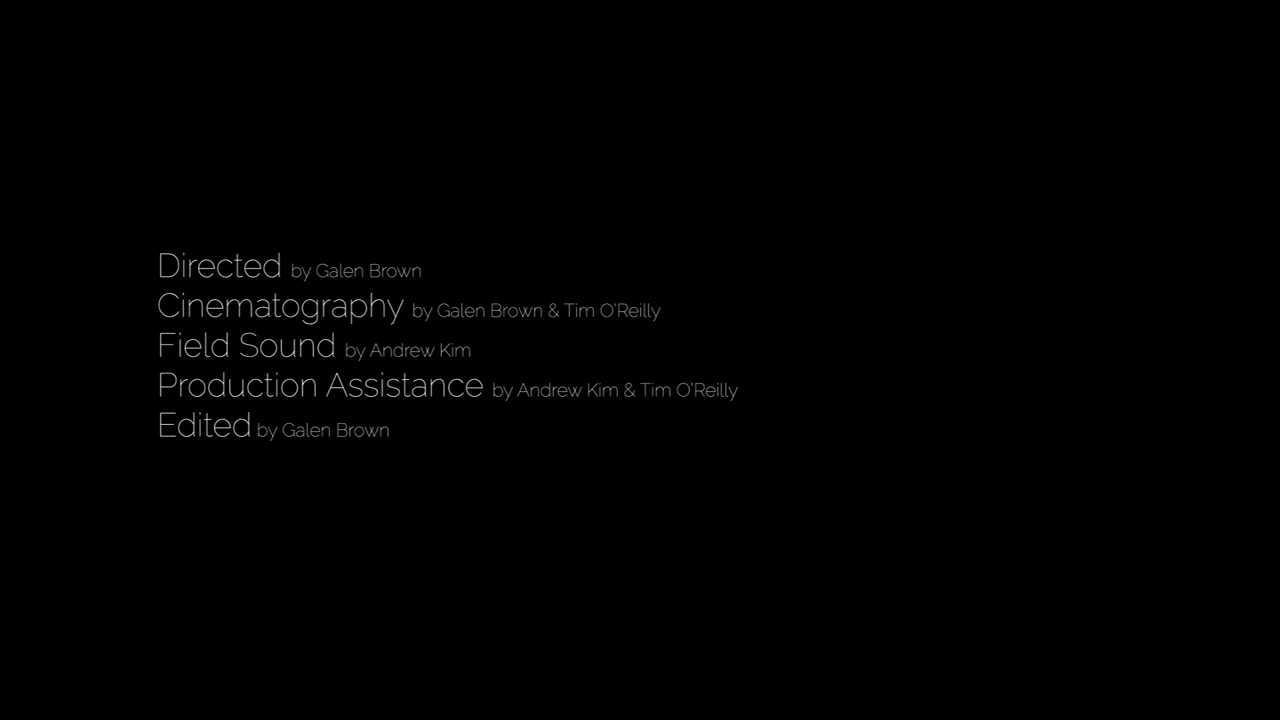 Directed by Galen Brown
Cinematography by Galen Brown & Tim O'Reilly
Field Sound by Andrew Kim
Production Assistance by Andrew Kim & Tim O'Reilly
Edited by Galen Brown